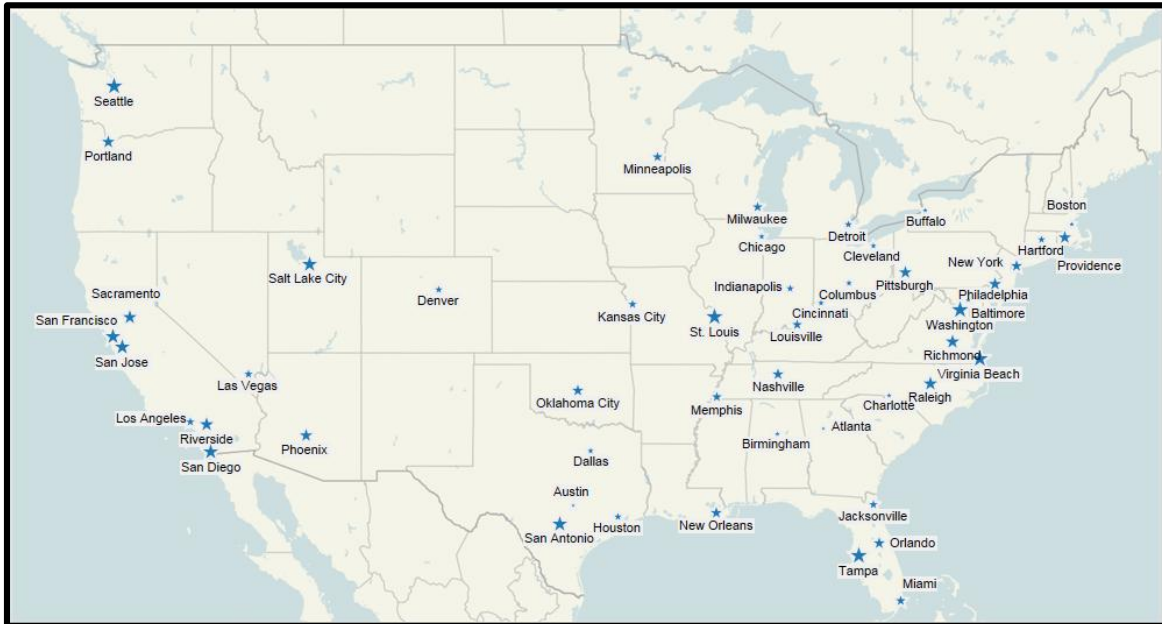 Seattle
Portland
Minneapolis
Milwaukee
Boston
Buffalo
Detroit
Chicago
Cleveland
Hartford
New York
Providence
Salt Lake City
Sacramento
Denver
Indianapolis
Columbus
Pittsburgh
Philadelphia
San Francisco
Kansas City
Cincinnati
Baltimore
St. Louis
Washington
Louisville
San Jose
Richmond
Virginia Beach
Las Vegas
Nashville
Oklahoma City
Memphis
Charlotte
Raleigh
Los Angeles
Riverside
Phoenix
Birmingham
Atlanta
San Diego
Dallas
Austin
Houston
New Orleans
Jacksonville
San Antonio
Orlando
Tampa
Miami